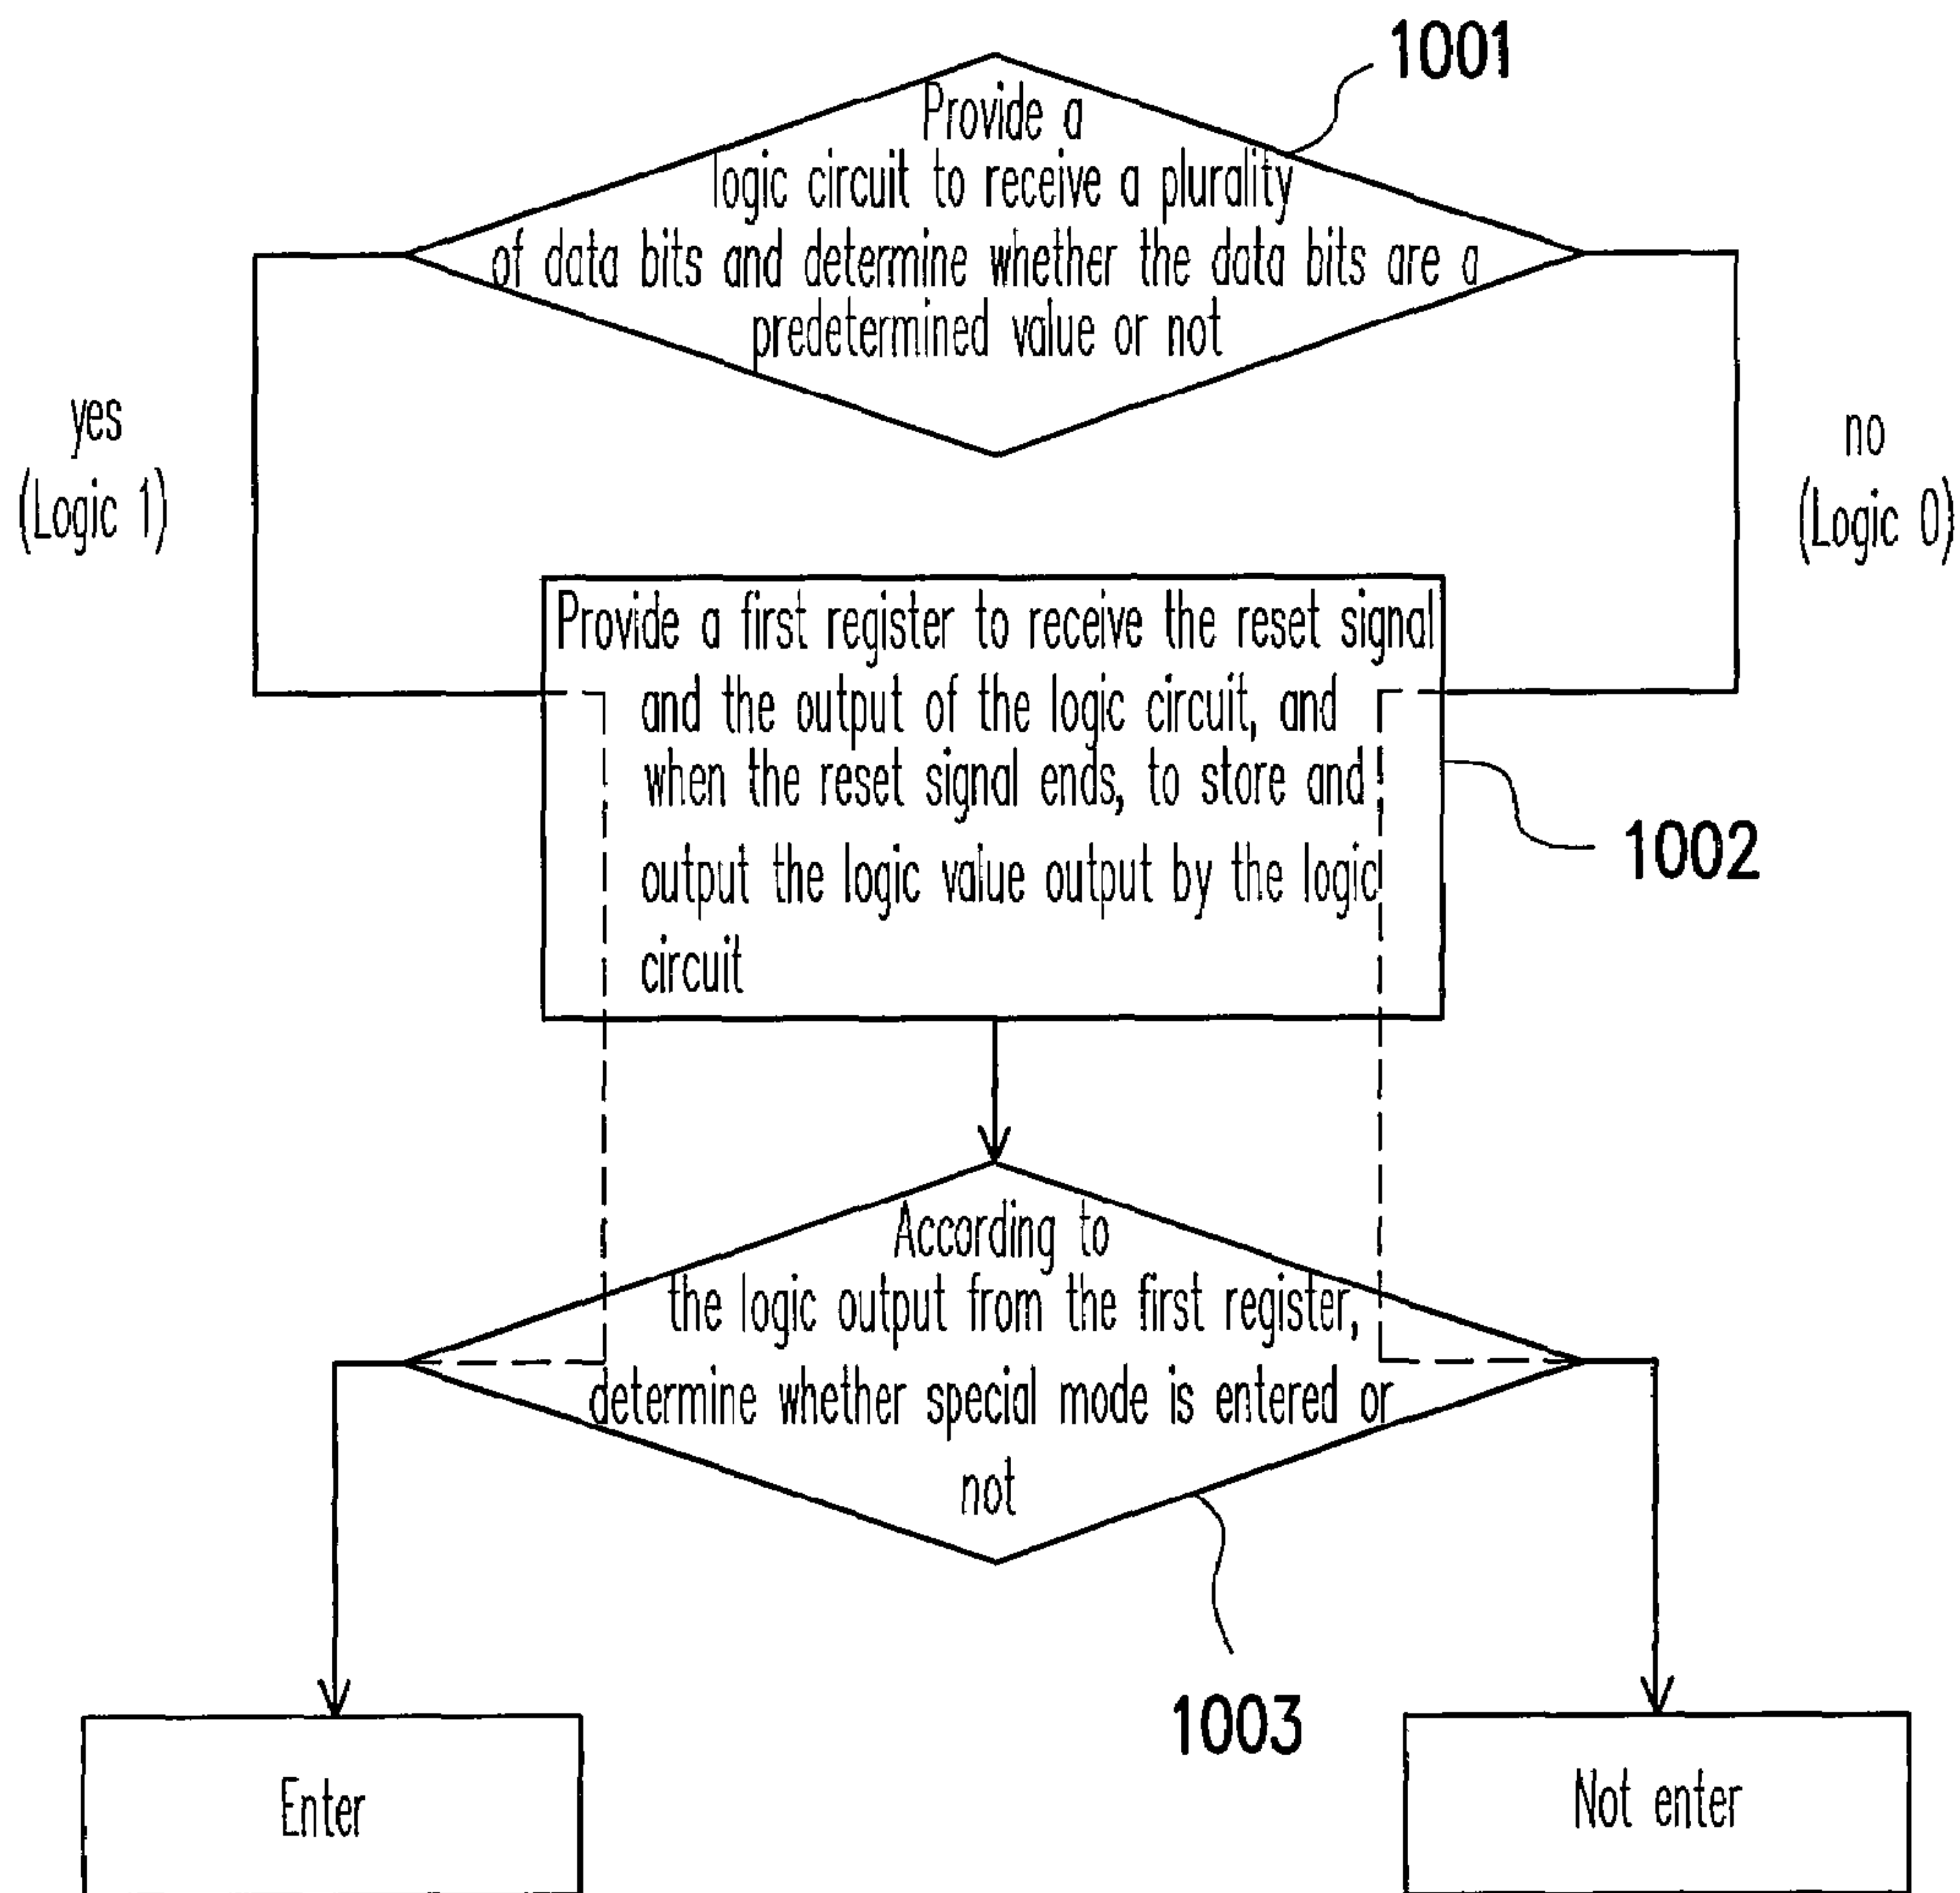 1001
Provide a
logic circuit to receive a plurality
of data bits and determine whether the data bits are a
predetermined value or not
yes
(Logic 1)
no
(Logic 0)
Provide a first register to receive the reset signal
and the output of the logic circuit, and
when the reset signal ends, to store and
output the logic value output by the logic
circuit
1002
According to
the logic output from the first register,
determine whether special mode is entered or
not
1003
Enter
Not enter